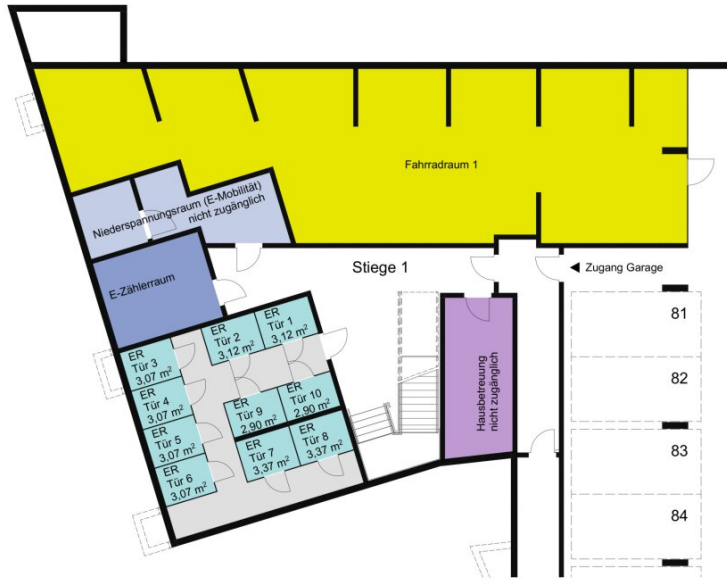 Fahrradraum 1
Niederspannungsraum (E-Mobilität)
nicht zugänglich
Stiege 1
Zugang Garage
E-Zählerraum
81
82
83
84
Hausbetreuung
nicht zugänglich
ER
Tür 1
3,12 m²
ER
Tür 2
3,12 m²
ER
Tür 3
3,07 m²
ER
Tür 4
3,07 m²
ER
Tür 5
3,07 m²
ER
Tür 6
3,07 m²
ER
Tür 9
2,90 m²
ER
Tür 10
2,90 m²
ER
Tür 7
3,37 m²
ER
Tür 8
3,37 m²